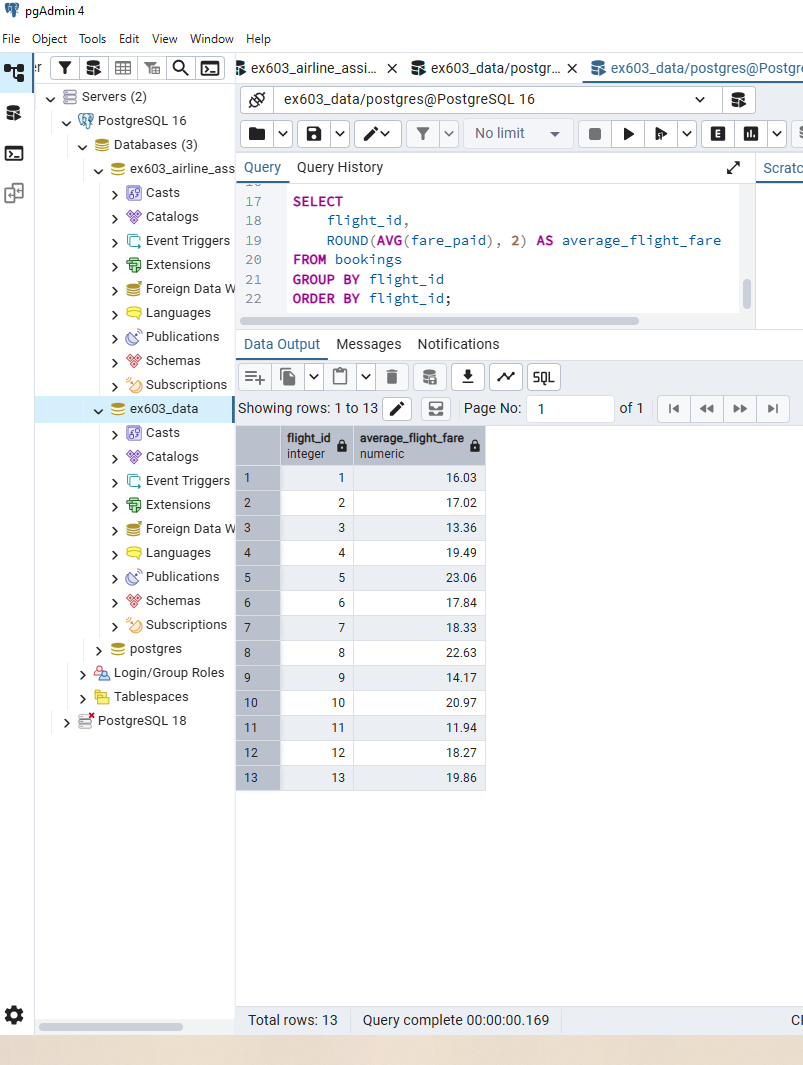 pgAdmin 4
File Object Tools Edit View Window Help
ex603_airline_assi... ex603_data/postgr... ex603_data/postgres@Postgre
Servers (2)
PostgreSQL 16
Databases (3)
ex603_airline_ass
Casts
Catalogs
Event Triggers
Extensions
Foreign Data W
Languages
Publications
Schemas
Subscriptions
ex603_data
Casts
Catalogs
Event Triggers
Extensions
Foreign Data W
Languages
Publications
Schemas
Subscriptions
postgres
Login/Group Roles
Tablespaces
PostgreSQL 18
ex603_data/postgres@PostgreSQL 16
No limit
E
Query Query History
Scratc
17 SELECT
18 flight_id,
19 ROUND(AVG(fare_paid), 2) AS average_flight_fare
20 FROM bookings
21 GROUP BY flight_id
22 ORDER BY flight_id;
Data Output Messages Notifications
SQL
Showing rows: 1 to 13 Page No: 1 of 1
flight_id average_flight_fare
integer numeric
1 1 16.03
2 2 17.02
3 3 13.36
4 4 19.49
5 5 23.06
6 6 17.84
7 7 18.33
8 8 22.63
9 9 14.17
10 10 20.97
11 11 11.94
12 12 18.27
13 13 19.86
Total rows: 13 Query complete 00:00:00.169